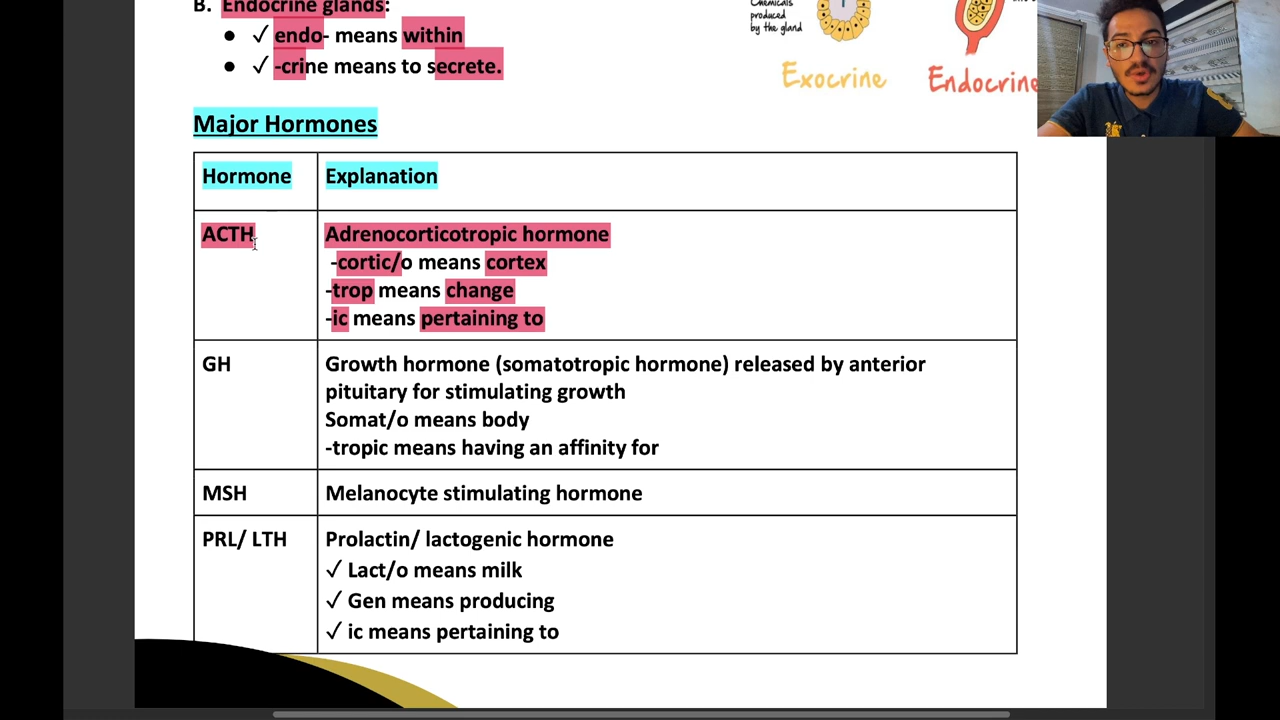 B. Endocrine glands:
● ✓ endo- means within
● ✓ -crine means to secrete.
Chemicals
produced
by the gland
Exocrine
Endocrine
Major Hormones
Hormone
Explanation
ACTH
Adrenocorticotropic hormone
-cortic/o means cortex
-trop means change
-ic means pertaining to
GH
Growth hormone (somatotropic hormone) released by anterior
pituitary for stimulating growth
Somat/o means body
-tropic means having an affinity for
MSH
Melanocyte stimulating hormone
PRL/ LTH
Prolactin/ lactogenic hormone
✓ Lact/o means milk
✓ Gen means producing
✓ ic means pertaining to